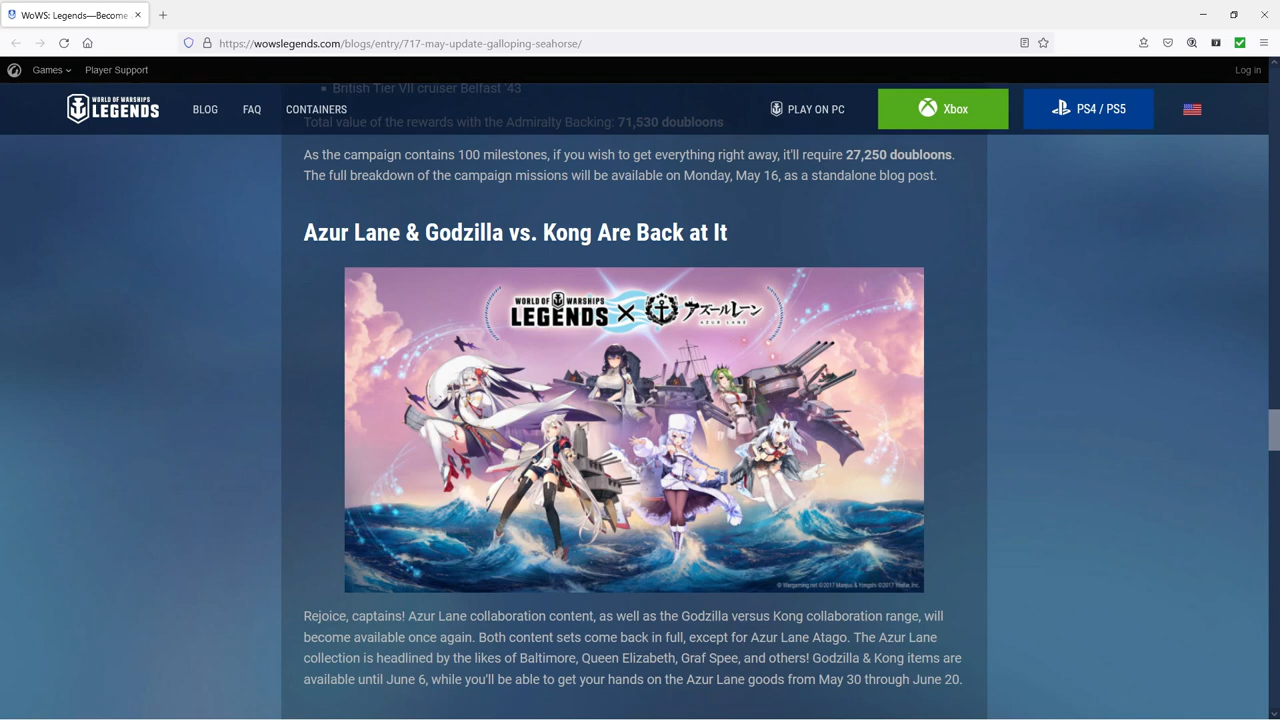 WoWS: Legends—Become
https://wowslegends.com/blogs/entry/717-may-update-galloping-seahorse/
Games
Player Support
Log in
WORLD OF WARSHIPS
LEGENDS
BLOG
FAQ
CONTAINERS
PLAY ON PC
Xbox
PS4 / PS5
British Tier VII cruiser Belfast '43
Total value of the rewards with the Admiralty Backing: 71,530 doubloons
As the campaign contains 100 milestones, if you wish to get everything right away, it'll require 27,250 doubloons.
The full breakdown of the campaign missions will be available on Monday, May 16, as a standalone blog post.
Azur Lane & Godzilla vs. Kong Are Back at It
WORLD OF WARSHIPS
LEGENDS X アズールレーン
AZUR LANE
© Wargaming.net ©2017 Manjuu & Yongshi ©2017 Yostar, Inc.
Rejoice, captains! Azur Lane collaboration content, as well as the Godzilla versus Kong collaboration range, will
become available once again. Both content sets come back in full, except for Azur Lane Atago. The Azur Lane
collection is headlined by the likes of Baltimore, Queen Elizabeth, Graf Spee, and others! Godzilla & Kong items are
available until June 6, while you'll be able to get your hands on the Azur Lane goods from May 30 through June 20.